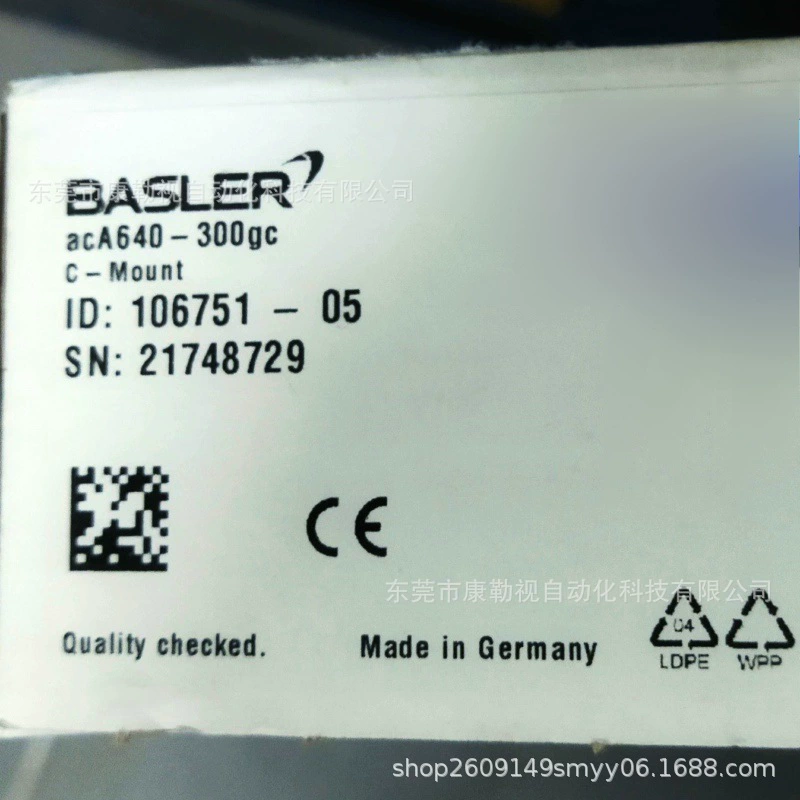 BASLER
东莞市康勒视自动化科技有限公司
acA640-300gc
C-Mount
ID: 106751 - 05
SN: 21748729
CE
东莞市康勒视自动化科技有限公司
04
LDPE
WPP
Quality checked.
Made in Germany
shop2609149smyy06.1688.com